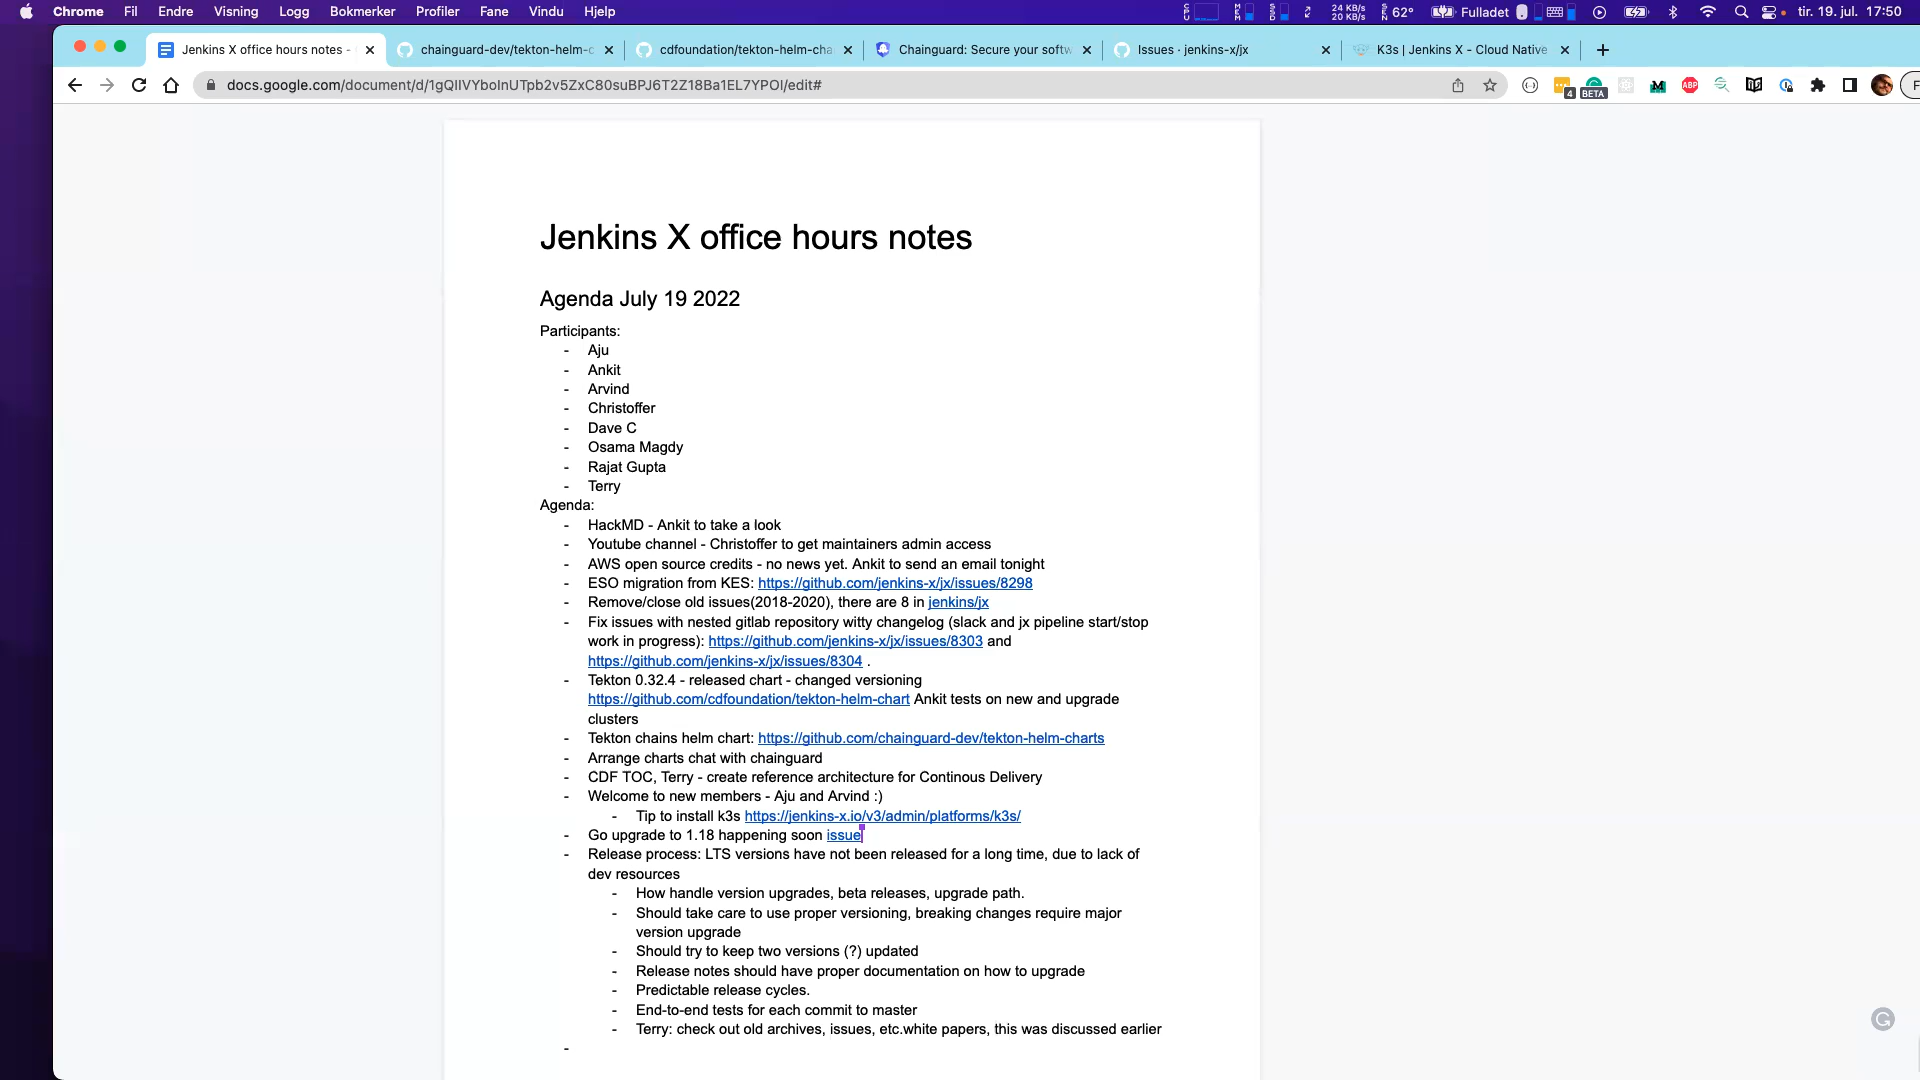 Chrome Fil Endre Visning Logg Bokmerker Profiler Fane Vindu Hjelp 24 KB/s 20 KB/s 62° Fulladet tir. 19. jul. 17:50
Jenkins X office hours notes - chainguard-dev/tekton-helm-c cdfoundation/tekton-helm-cha Chainguard: Secure your softw Issues · jenkins-x/jx K3s | Jenkins X - Cloud Native
BETA ABP 4
Jenkins X office hours notes
Agenda July 19 2022
Participants:
- Aju
- Ankit
- Arvind
- Christoffer
- Dave C
- Osama Magdy
- Rajat Gupta
- Terry
Agenda:
- HackMD - Ankit to take a look
- Youtube channel - Christoffer to get maintainers admin access
- AWS open source credits - no news yet. Ankit to send an email tonight
- ESO migration from KES: https://github.com/jenkins-x/jx/issues/8298
- Remove/close old issues(2018-2020), there are 8 in jenkins/jx
- Fix issues with nested gitlab repository witty changelog (slack and jx pipeline start/stop
work in progress): https://github.com/jenkins-x/jx/issues/8303 and
https://github.com/jenkins-x/jx/issues/8304 .
- Tekton 0.32.4 - released chart - changed versioning
https://github.com/cdfoundation/tekton-helm-chart Ankit tests on new and upgrade
clusters
- Tekton chains helm chart: https://github.com/chainguard-dev/tekton-helm-charts
- Arrange charts chat with chainguard
- CDF TOC, Terry - create reference architecture for Continous Delivery
- Welcome to new members - Aju and Arvind :)
- Tip to install k3s https://jenkins-x.io/v3/admin/platforms/k3s/
- Go upgrade to 1.18 happening soon issue
- Release process: LTS versions have not been released for a long time, due to lack of
dev resources
- How handle version upgrades, beta releases, upgrade path.
- Should take care to use proper versioning, breaking changes require major
version upgrade
- Should try to keep two versions (?) updated
- Release notes should have proper documentation on how to upgrade
- Predictable release cycles.
- End-to-end tests for each commit to master
- Terry: check out old archives, issues, etc.white papers, this was discussed earlier
-